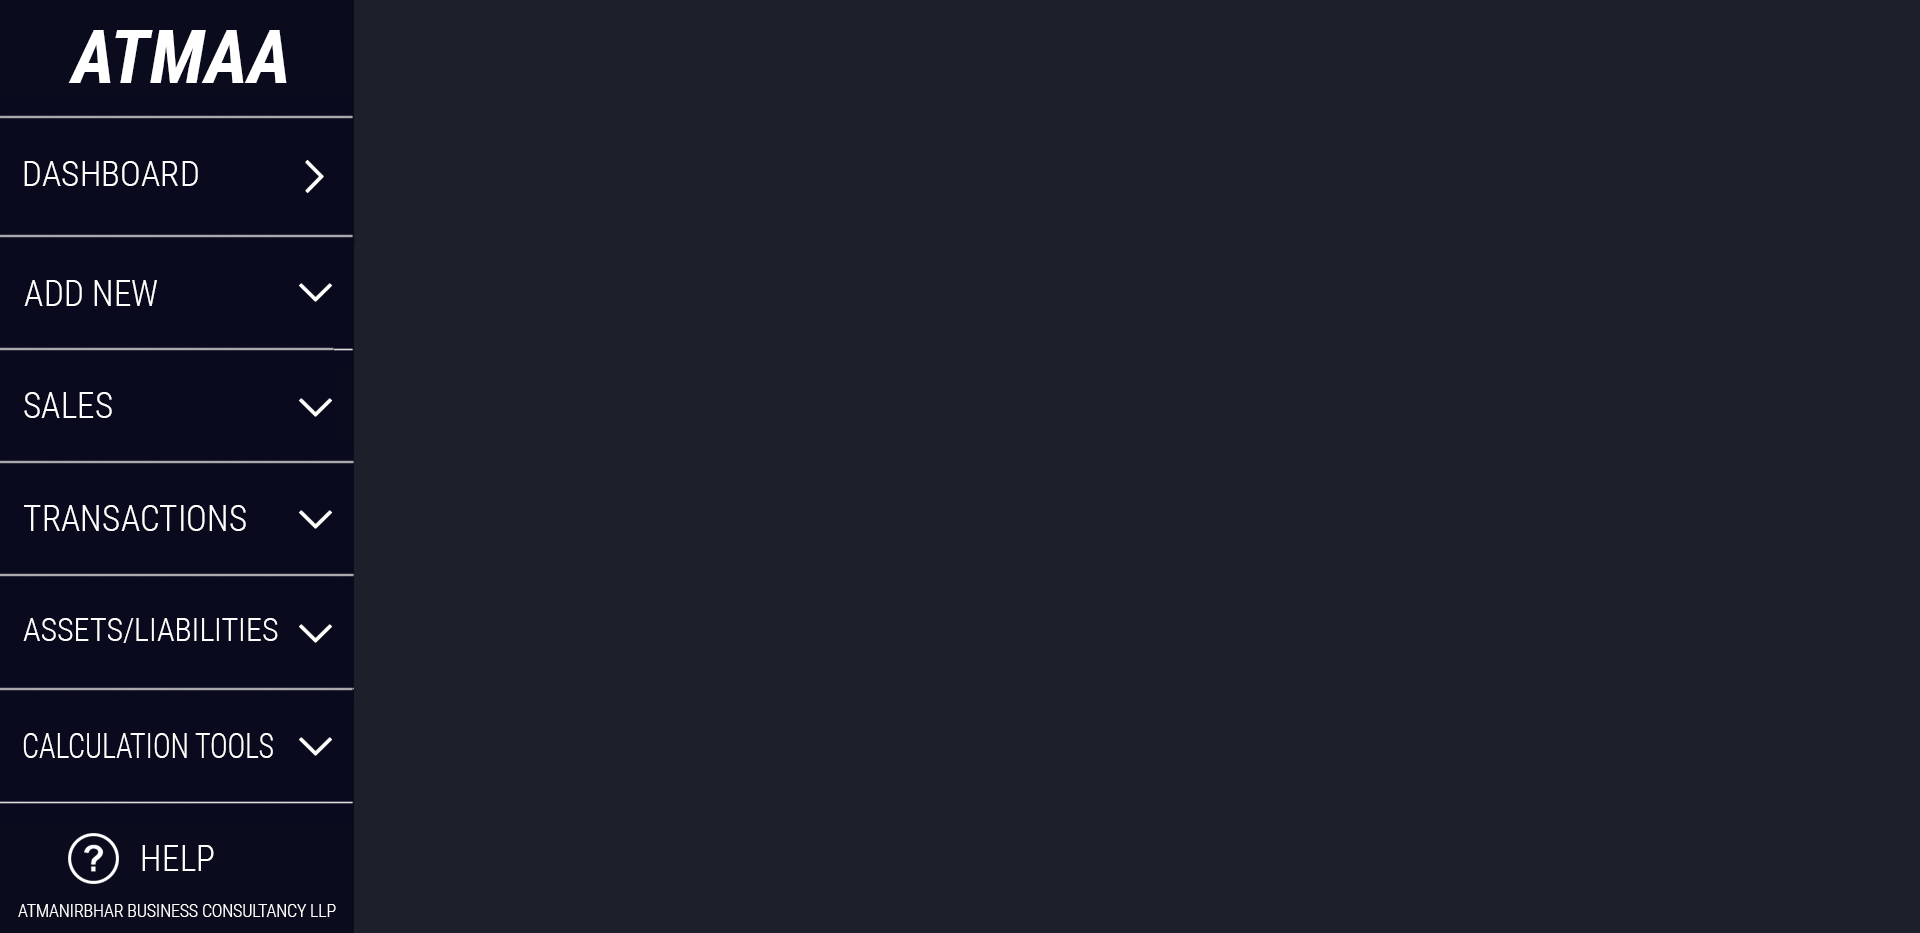 ATMAA
DASHBOARD
ADD NEW
SALES
TRANSACTIONS
ASSETS/LIABILITIES
CALCULATION TOOLS
? HELP
ATMANIRBHAR BUSINESS CONSULTANCY LLP